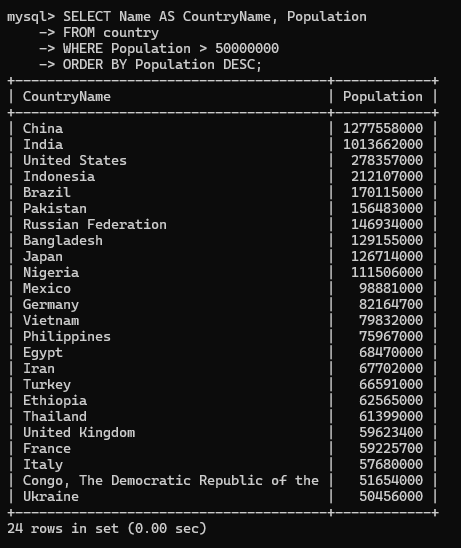 mysql> SELECT Name AS CountryName, Population
    -> FROM country
    -> WHERE Population > 50000000
    -> ORDER BY Population DESC;
+---------------------------------------+------------+
| CountryName                           | Population |
+---------------------------------------+------------+
| China                                 | 1277558000 |
| India                                 | 1013662000 |
| United States                         |  278357000 |
| Indonesia                             |  212107000 |
| Brazil                                |  170115000 |
| Pakistan                              |  156483000 |
| Russian Federation                    |  146934000 |
| Bangladesh                            |  129155000 |
| Japan                                 |  126714000 |
| Nigeria                               |  111506000 |
| Mexico                                |   98881000 |
| Germany                               |   82164700 |
| Vietnam                               |   79832000 |
| Philippines                           |   75967000 |
| Egypt                                 |   68470000 |
| Iran                                  |   67702000 |
| Turkey                                |   66591000 |
| Ethiopia                              |   62565000 |
| Thailand                              |   61399000 |
| United Kingdom                        |   59623400 |
| France                                |   59225700 |
| Italy                                 |   57680000 |
| Congo, The Democratic Republic of the |   51654000 |
| Ukraine                               |   50456000 |
+---------------------------------------+------------+
24 rows in set (0.00 sec)